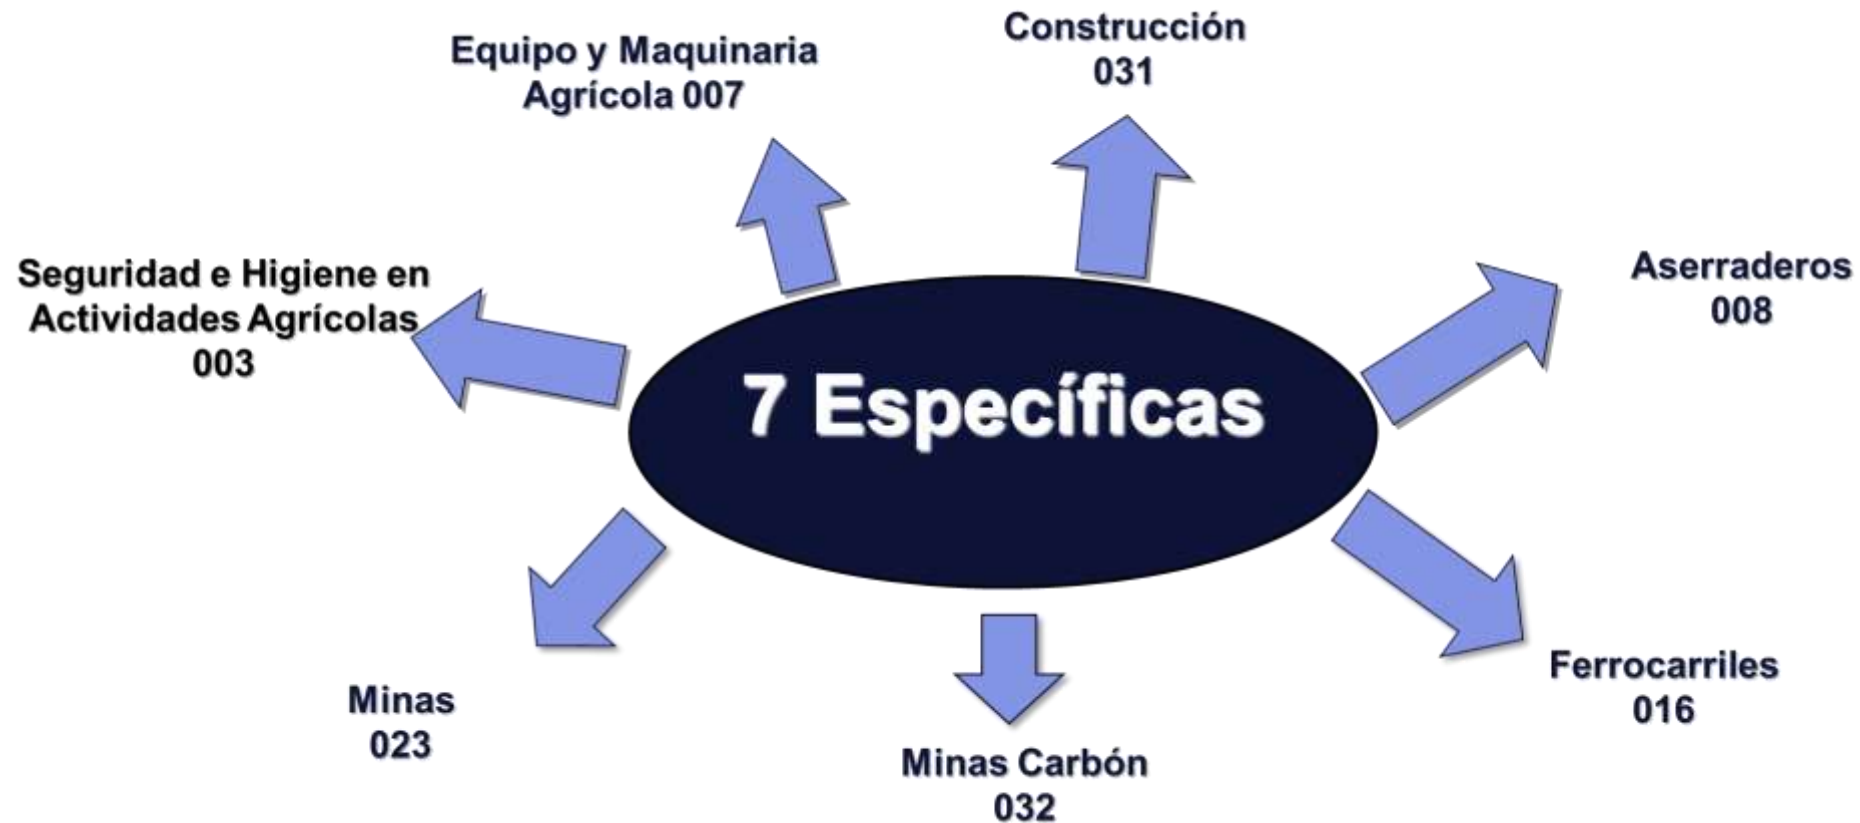 Construcción
031
Equipo y Maquinaria
Agrícola 007
Seguridad e Higiene en
Actividades Agrícolas
003
Aserraderos
008
7 Específicas
Ferrocarriles
016
Minas
023
Minas Carbón
032